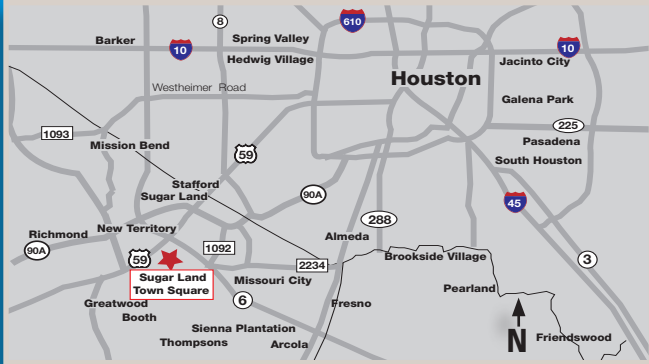 610
8
Barker
Spring Valley
10
10
Hedwig Village
Jacinto City
Houston
Westheimer Road
Galena Park
1093
225
Mission Bend
Pasadena
59
South Houston
Stafford
90A
Sugar Land
45
288
New Territory
Richmond
Almeda
90A
1092
59
Brookside Village
3
2234
Sugar Land
Town Square
Missouri City
Pearland
6
Greatwood
Fresno
Booth
Sienna Plantation
N
Friendswood
Thompsons
Arcola